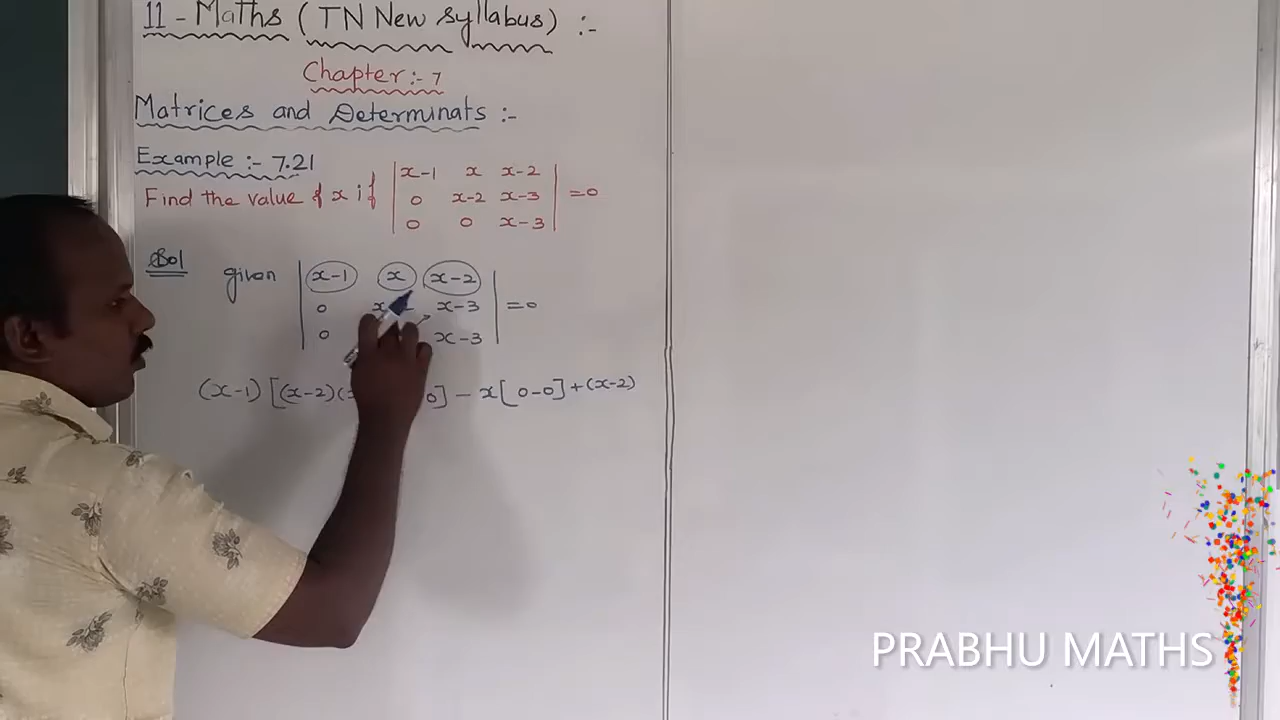 11 - Maths (TN New syllabus) :-
Chapter :- 7
Matrices and Determinats :-
Example :- 7.21
Find the value of x if | x-1 x x-2 | = 0
| 0 x-2 x-3 |
| 0 0 x-3 |
Sol given | x-1 x x-2 |
| 0 x-3 | = 0
| 0 x-3 |
(x-1) [(x-2)( 0] - x[0-0] + (x-2)
PRABHU MATHS